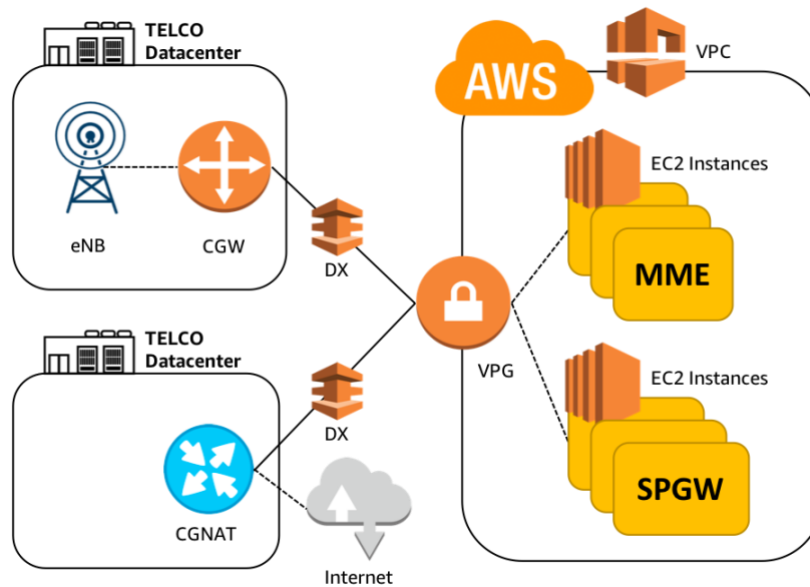 TELCO
Datacenter
eNB
CGW
DX
TELCO
Datacenter
CGNAT
DX
Internet
AWS
VPC
VPG
EC2 Instances
MME
EC2 Instances
SPGW